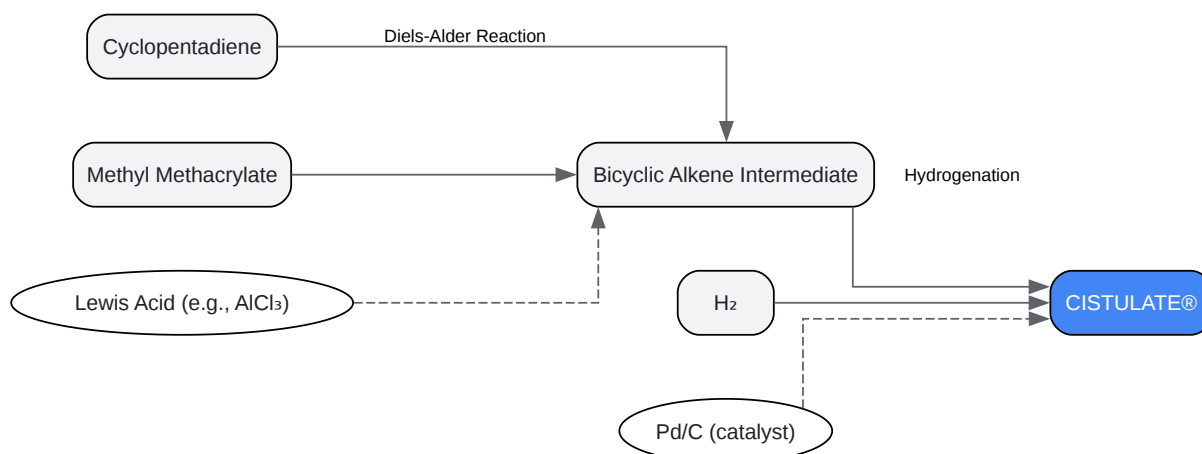 Cyclopentadiene
Diels-Alder Reaction
Methyl Methacrylate
Bicyclic Alkene Intermediate
Hydrogenation
Lewis Acid (e.g., AlCl₃)
H₂
CISTULATE®
Pd/C (catalyst)